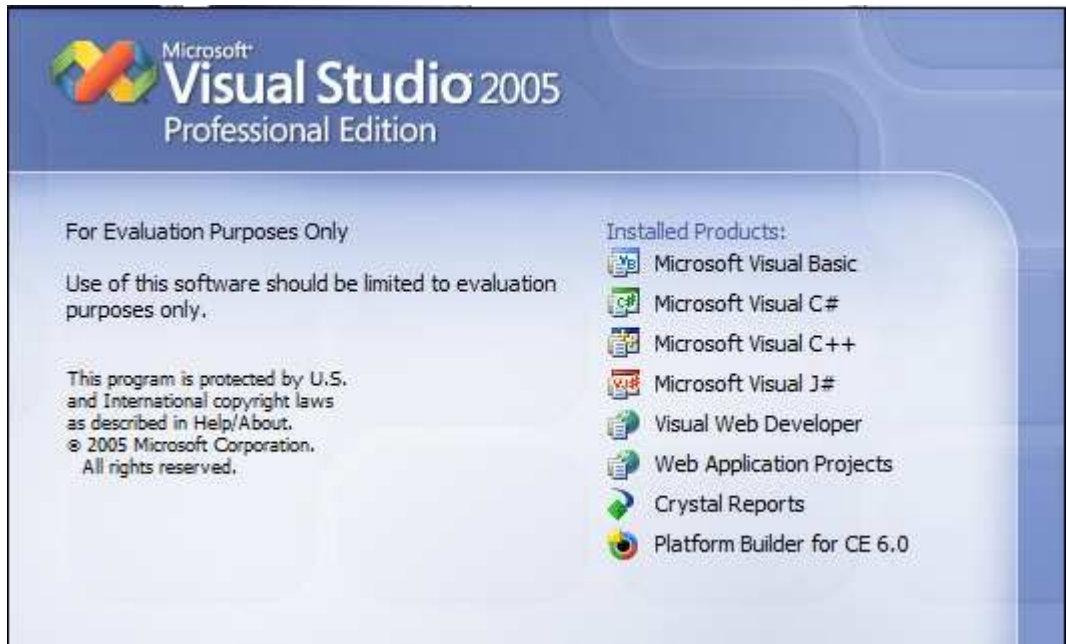 Microsoft®
Visual Studio 2005
Professional Edition
For Evaluation Purposes Only
Use of this software should be limited to evaluation
purposes only.
This program is protected by U.S.
and International copyright laws
as described in Help/About.
© 2005 Microsoft Corporation.
All rights reserved.
Installed Products:
Microsoft Visual Basic
Microsoft Visual C#
Microsoft Visual C++
Microsoft Visual J#
Visual Web Developer
Web Application Projects
Crystal Reports
Platform Builder for CE 6.0